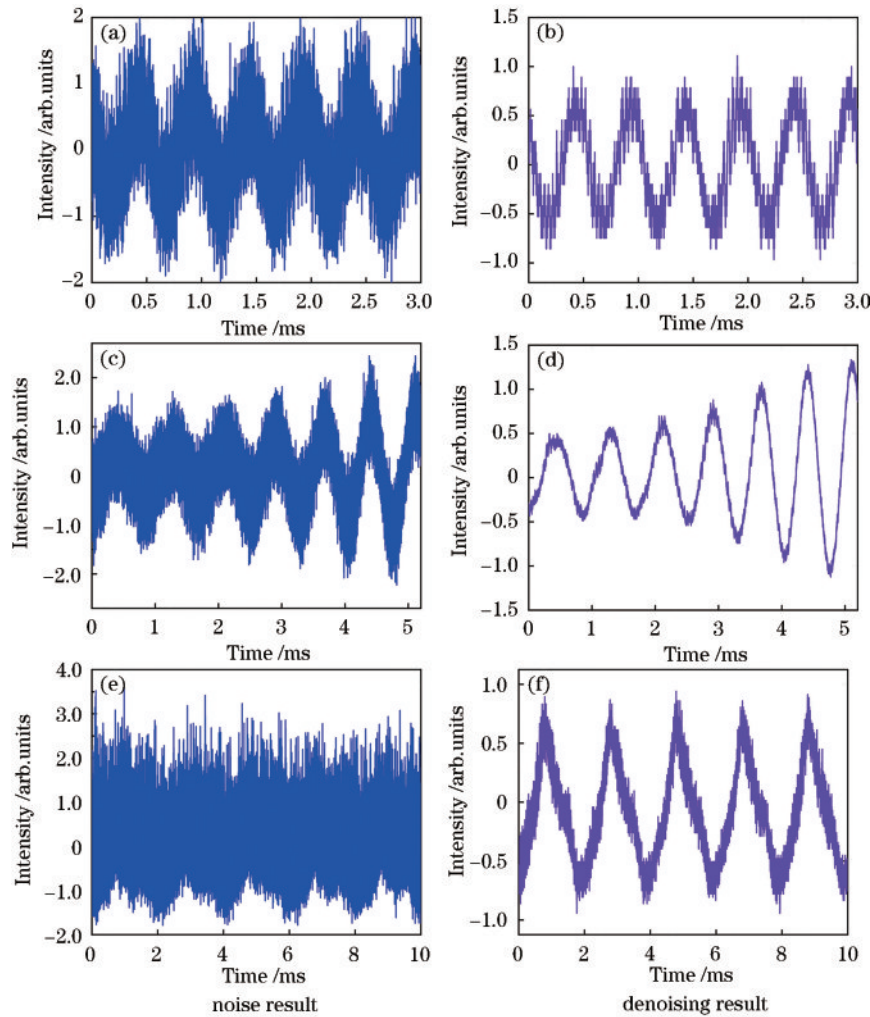 (a)
Intensity /arb.units
2
1
0
-1
-2
0 0.5 1.0 1.5 2.0 2.5 3.0
Time /ms
(b)
Intensity /arb.units
1.5
1.0
0.5
0
-0.5
-1.0
0 0.5 1.0 1.5 2.0 2.5 3.0
Time /ms
(c)
Intensity /arb.units
2.0
1.0
0
-1.0
-2.0
0 1 2 3 4 5
Time /ms
(d)
Intensity /arb.units
1.5
1.0
0.5
0
-0.5
-1.0
-1.5
0 1 2 3 4 5
Time /ms
(e)
Intensity /arb.units
4.0
3.0
2.0
1.0
0
-1.0
-2.0
0 2 4 6 8 10
Time /ms
noise result
(f)
Intensity /arb.units
1.0
0.5
0
-0.5
-1.0
0 2 4 6 8 10
Time /ms
denoising result